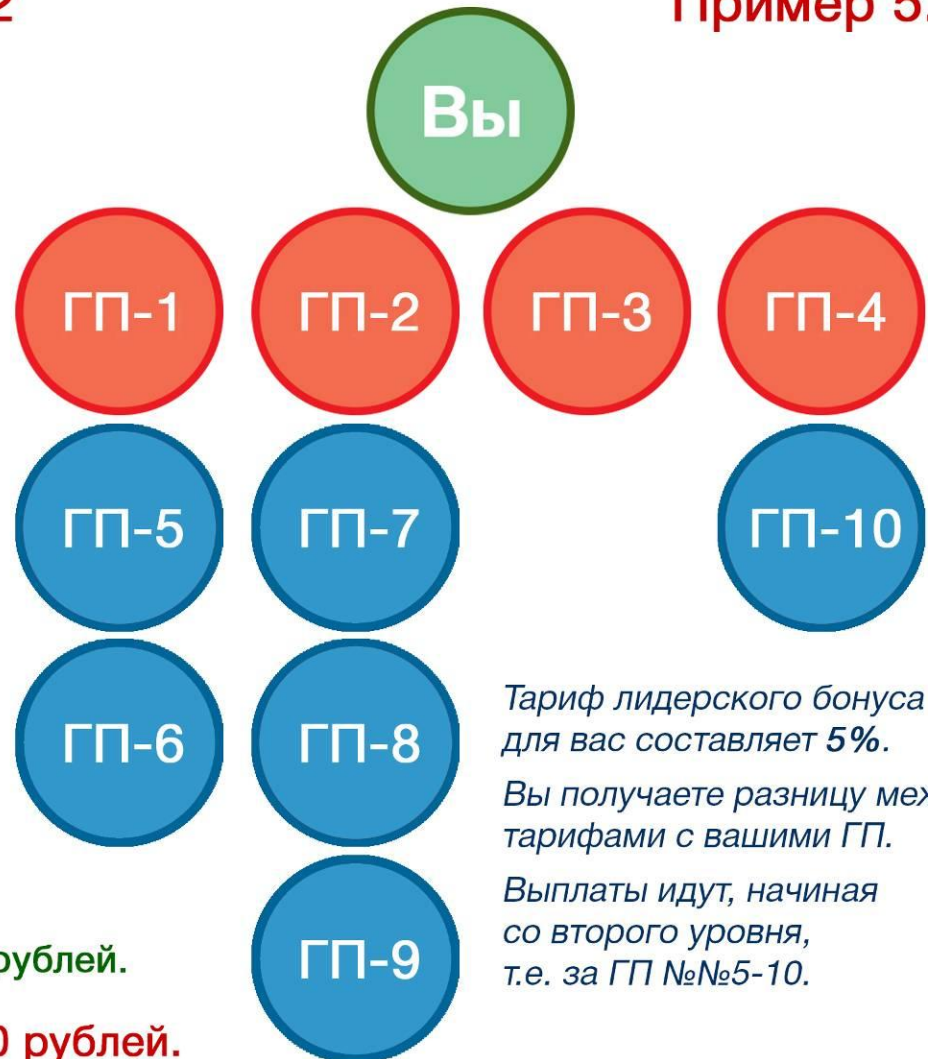 2
Пример 5.
Вы
ГП-1
ГП-2
ГП-3
ГП-4
ГП-5
ГП-7
ГП-10
ГП-6
ГП-8
Тариф лидерского бонуса
для вас составляет 5%.
Вы получаете разницу меж
тарифами с вашими ГП.
Выплаты идут, начиная
со второго уровня,
т.е. за ГП №№5-10.
ГП-9
рублей.
0 рублей.